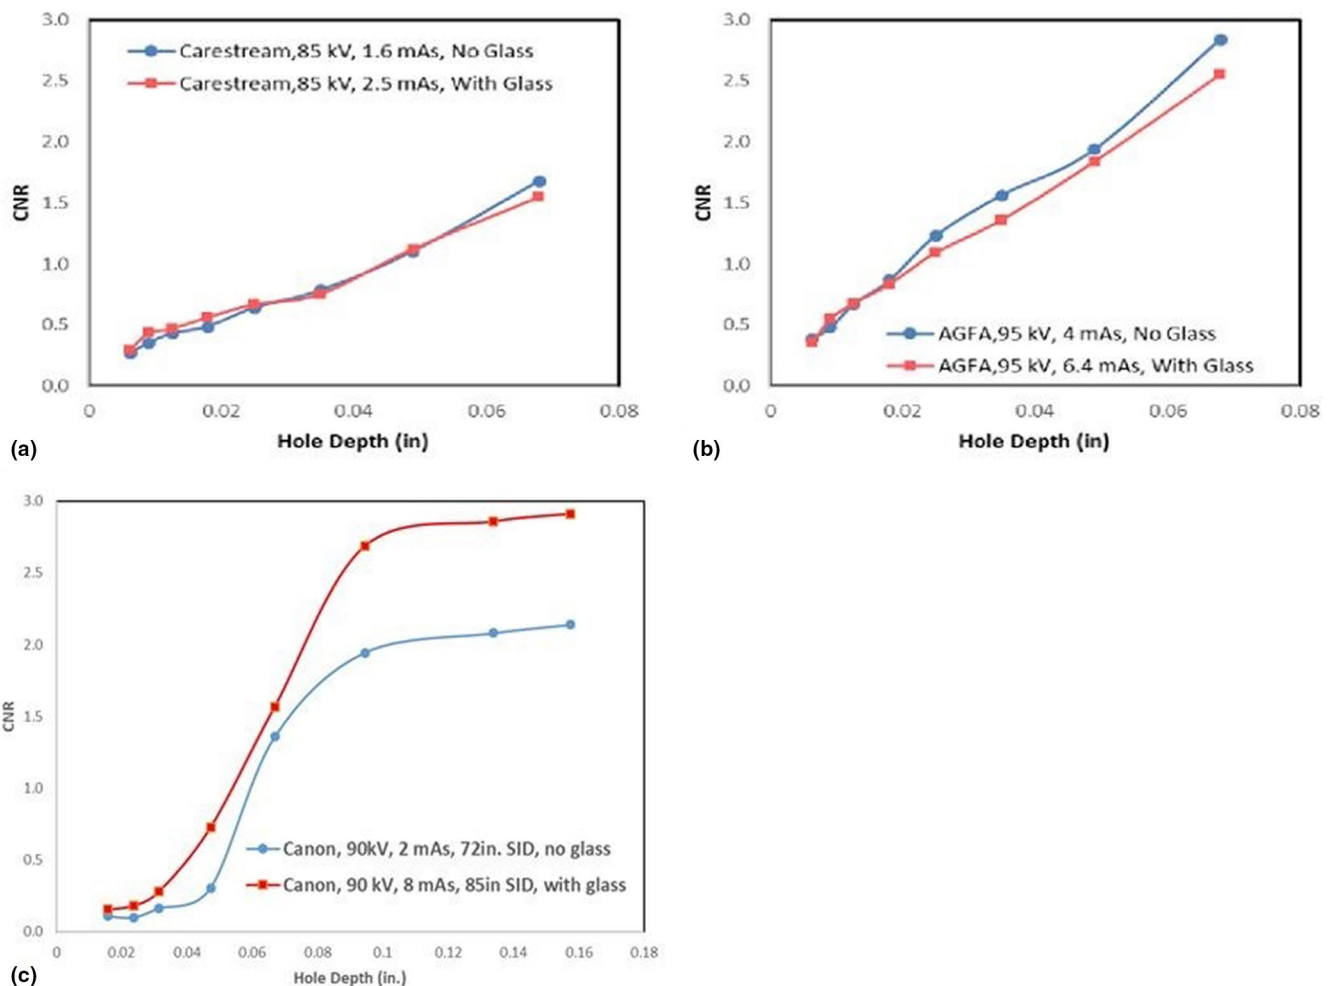 3.0
2.5
2.0
1.5
1.0
0.5
0.0
CNR
Carestream,85 kV, 1.6 mAs, No Glass
Carestream,85 kV, 2.5 mAs, With Glass
0 0.02 0.04 0.06 0.08
Hole Depth (in)
(a)
3.0
2.5
2.0
1.5
1.0
0.5
0.0
CNR
AGFA,95 kV, 4 mAs, No Glass
AGFA,95 kV, 6.4 mAs, With Glass
0 0.02 0.04 0.06 0.08
Hole Depth (in)
(b)
3.0
2.5
2.0
1.5
1.0
0.5
0.0
CNR
Canon, 90kV, 2 mAs, 72in. SID, no glass
Canon, 90 kV, 8 mAs, 85in SID, with glass
0 0.02 0.04 0.06 0.08 0.1 0.12 0.14 0.16 0.18
Hole Depth (in.)
(c)